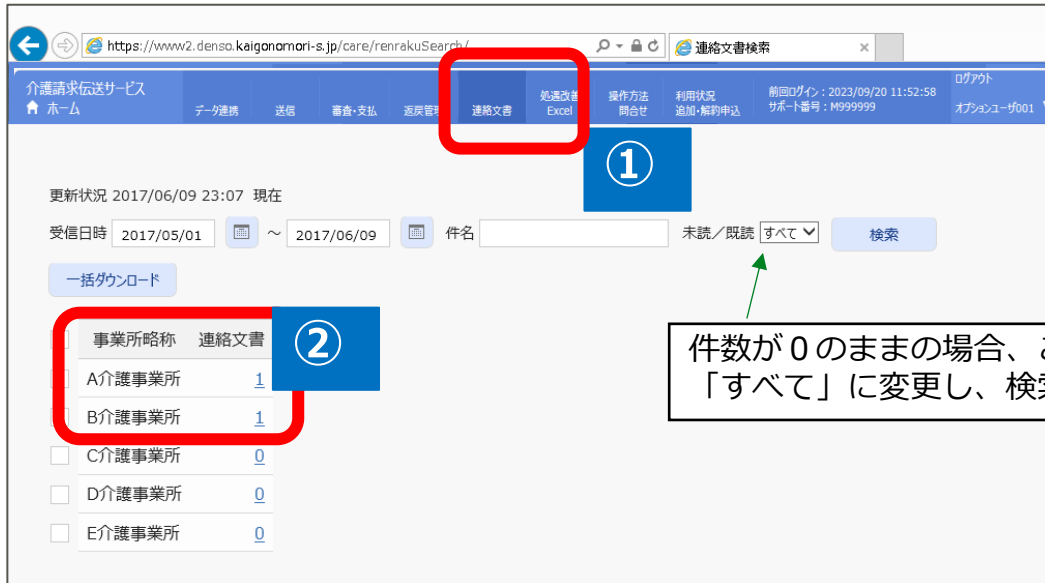 https://www2.denso.kaigonomori-s.jp/care/renrakuSearch/
連絡文書検索
介護請求伝送サービス
ホーム
データ連携 送信 審査・支払 返戻管理 連絡文書 処遇改善 Excel 操作方法 問合せ 利用状況 追加・解約申込
前回ログイン：2023/09/20 11:52:58
サポート番号：M999999
ログアウト
オプションユーザ001
①
更新状況 2017/06/09 23:07 現在
受信日時 2017/05/01 ～ 2017/06/09 件名 未読／既読 すべて 検索
一括ダウンロード
②
事業所略称 連絡文書
A介護事業所 1
B介護事業所 1
C介護事業所 0
D介護事業所 0
E介護事業所 0
件数が０のままの場合、
「すべて」に変更し、検